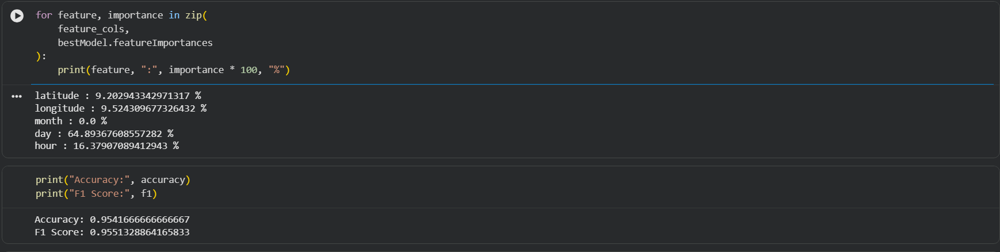 for feature, importance in zip(
    feature_cols,
    bestModel.featureImportances
):
    print(feature, ":", importance * 100, "%")
latitude : 9.202943342971317 %
longitude : 9.524309677326432 %
month : 0.0 %
day : 64.89367608557282 %
hour : 16.37907089412943 %
print("Accuracy:", accuracy)
print("F1 Score:", f1)
Accuracy: 0.9541666666666667
F1 Score: 0.9551328864165833